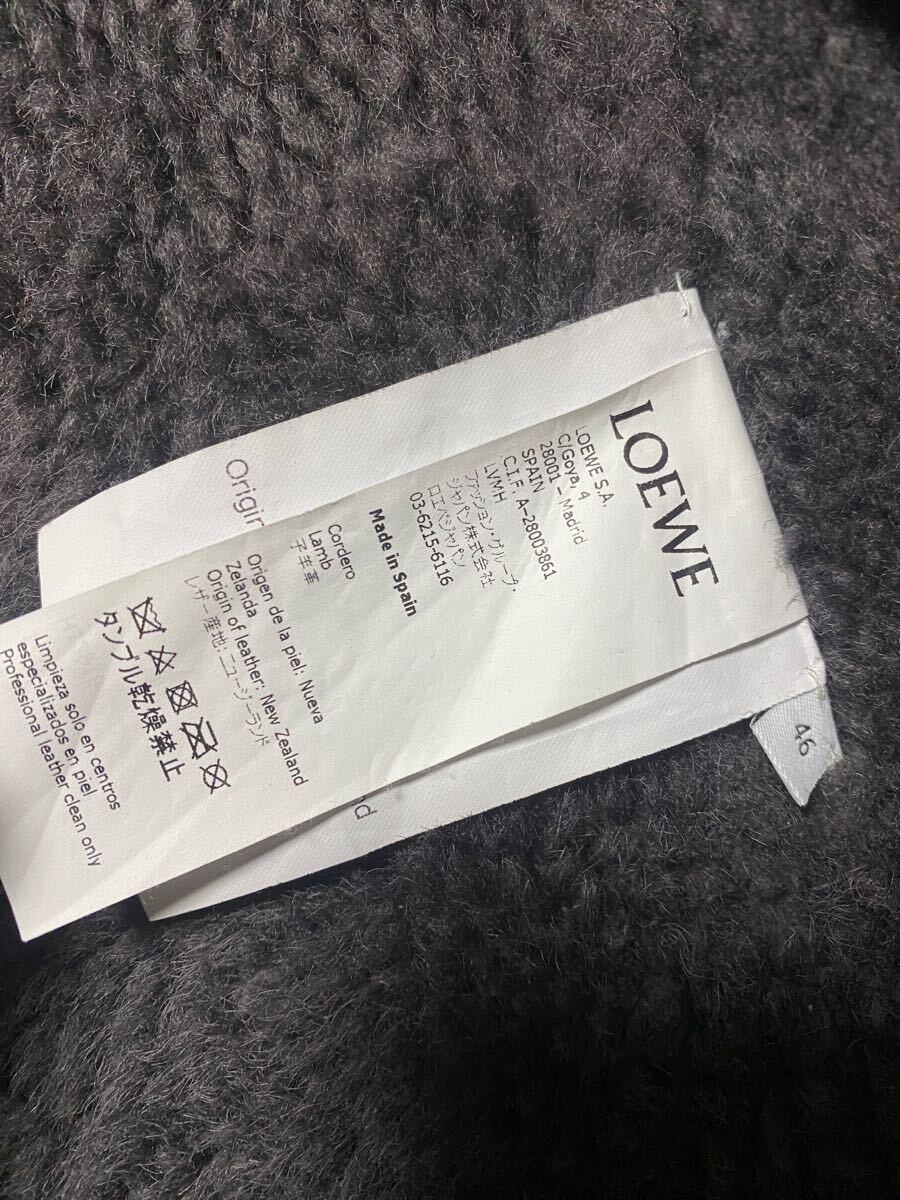 LOEWE
LOEWE S.A.
C/Goya, 4
28001 – Madrid
SPAIN
C.I.F. A-28003861
LVMH
ファッション・グループ・
ジャパン株式会社
ロエベジャパン
03-6215-6116
Made in Spain
Cordero
Lamb
子羊革
Origen de la piel: Nueva
Zelanda
Origin of leather: New Zealand
レザー産地: ニュージーランド
タンブル乾燥禁止
Limpieza solo en centros
especializados en piel
Professional leather clean only
46